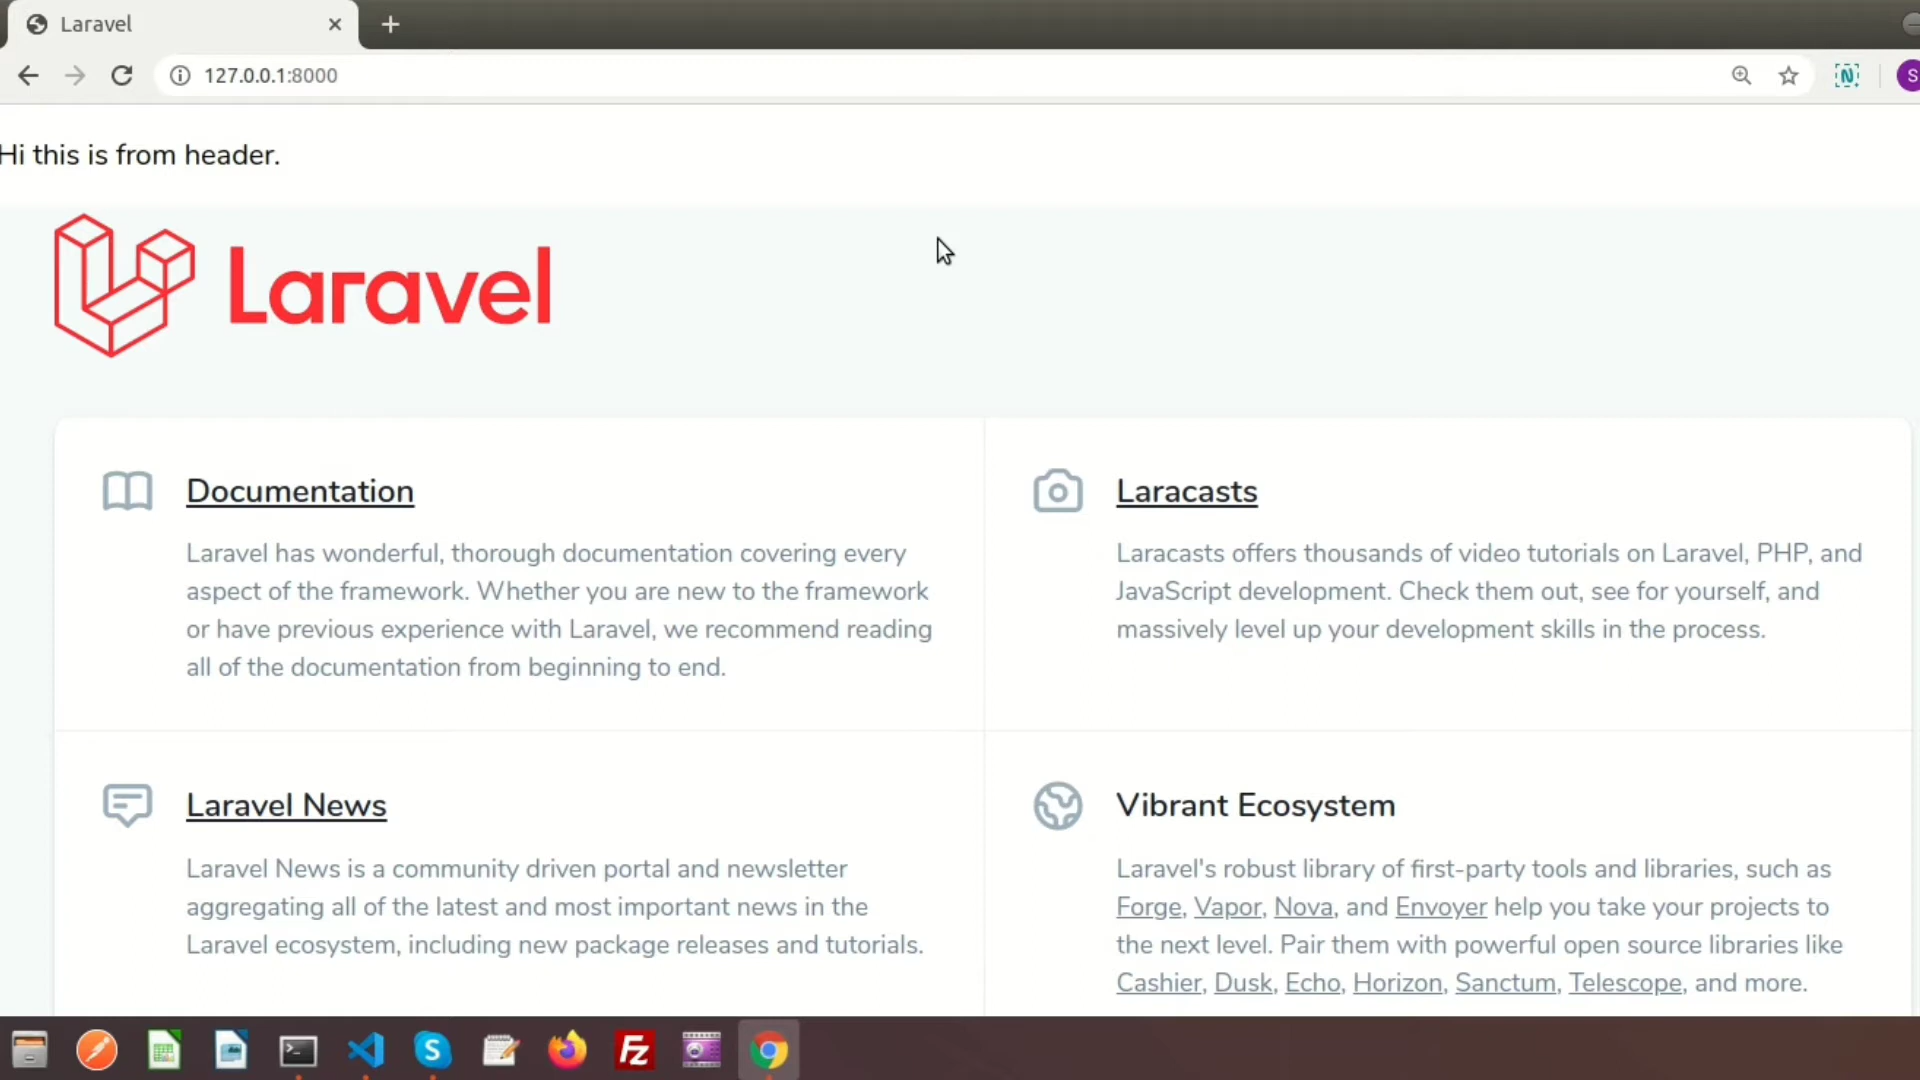 Laravel
127.0.0.1:8000
S
Hi this is from header.
Laravel
Documentation
Laravel has wonderful, thorough documentation covering every
aspect of the framework. Whether you are new to the framework
or have previous experience with Laravel, we recommend reading
all of the documentation from beginning to end.
Laracasts
Laracasts offers thousands of video tutorials on Laravel, PHP, and
JavaScript development. Check them out, see for yourself, and
massively level up your development skills in the process.
Laravel News
Laravel News is a community driven portal and newsletter
aggregating all of the latest and most important news in the
Laravel ecosystem, including new package releases and tutorials.
Vibrant Ecosystem
Laravel's robust library of first-party tools and libraries, such as
Forge, Vapor, Nova, and Envoyer help you take your projects to
the next level. Pair them with powerful open source libraries like
Cashier, Dusk, Echo, Horizon, Sanctum, Telescope, and more.